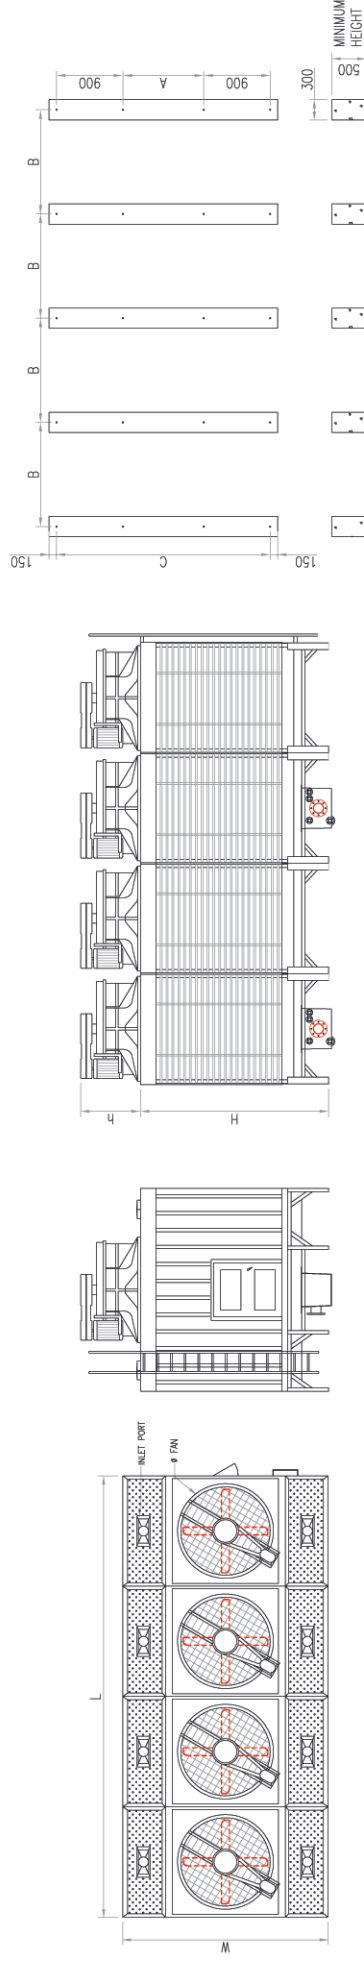 MINIMUM
HEIGHT
500
300
900
A
900
B
B
B
B
150
C
150
h
H
INLET PORT
Ø FAN
L
W